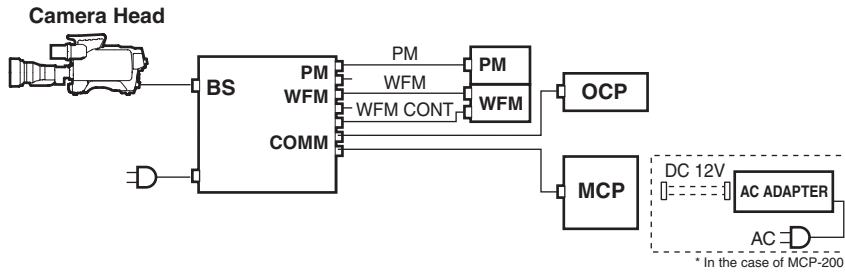 Camera Head
BS
PM
WFM
COMM
PM
WFM
WFM CONT
PM
WFM
OCP
MCP
DC 12V
AC ADAPTER
AC
* In the case of MCP-200